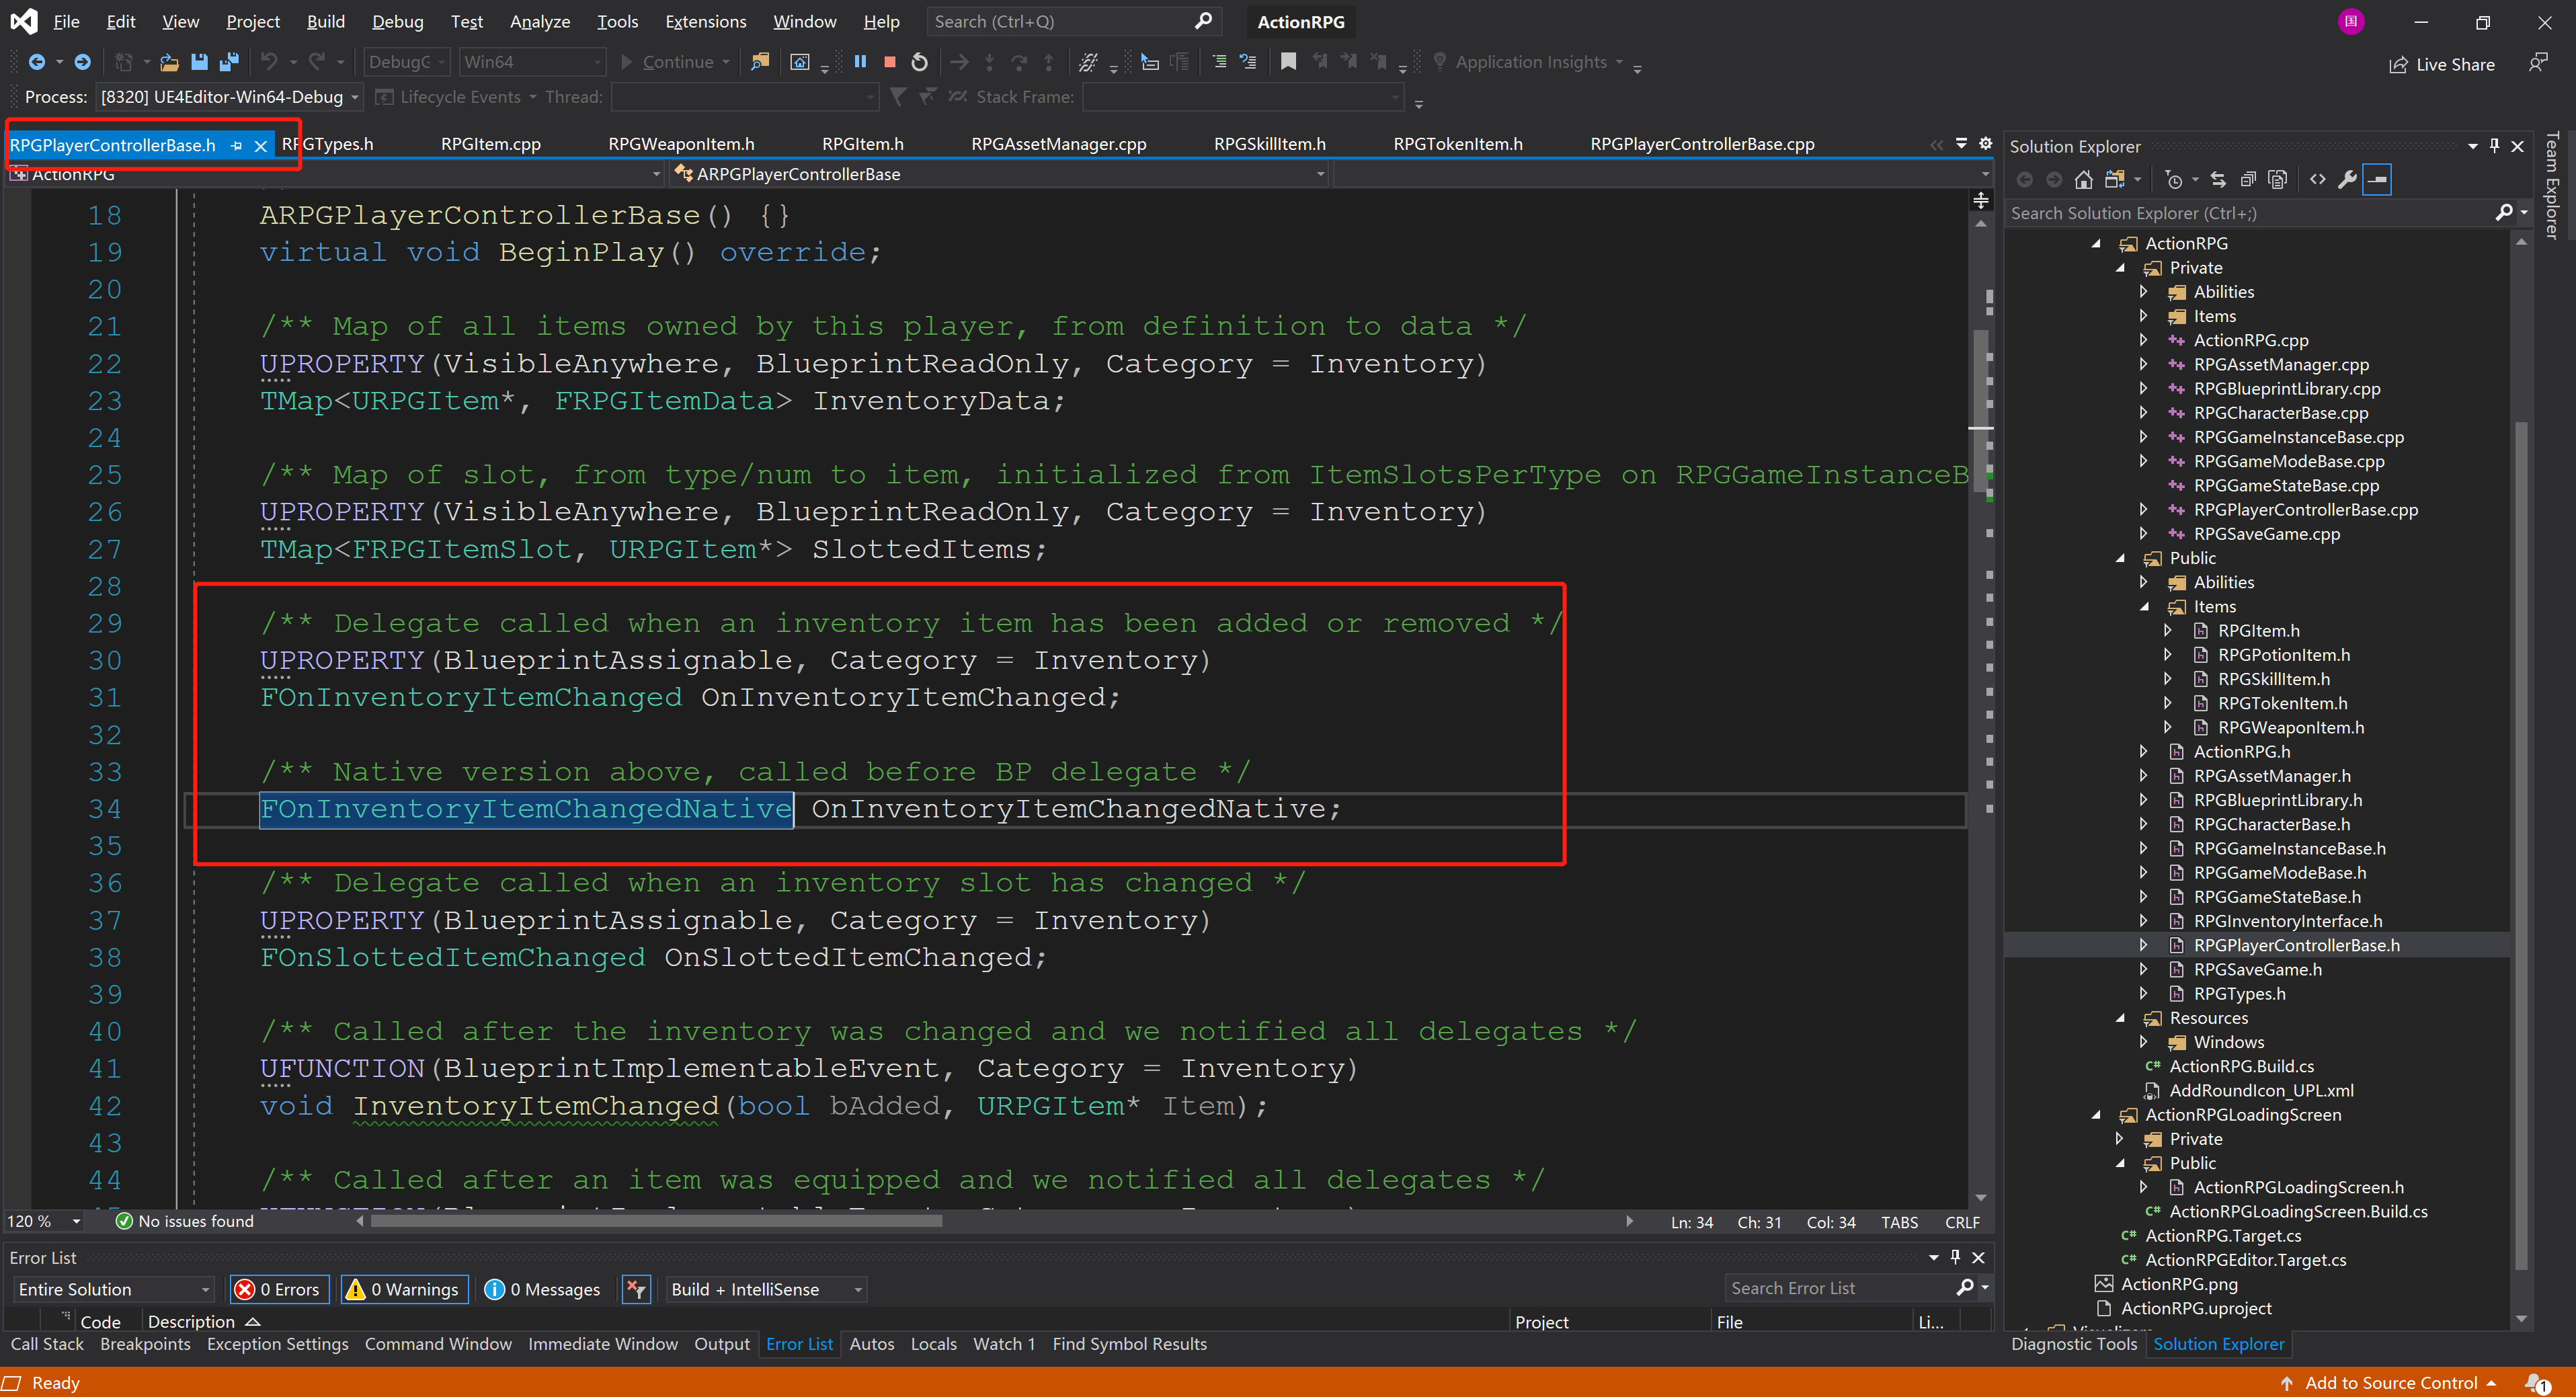 File Edit View Project Build Debug Test Analyze Tools Extensions Window Help Search (Ctrl+Q) ActionRPG 国
DebugG Win64 Continue Application Insights Live Share
Process: [8320] UE4Editor-Win64-Debug Lifecycle Events Thread: Stack Frame:
RPGPlayerControllerBase.h RPGTypes.h RPGItem.cpp RPGWeaponItem.h RPGItem.h RPGAssetManager.cpp RPGSkillItem.h RPGTokenItem.h RPGPlayerControllerBase.cpp
ActionRPG ARPGPlayerControllerBase
18 ARPGPlayerControllerBase() {}
19 virtual void BeginPlay() override;
20
21 /** Map of all items owned by this player, from definition to data */
22 UPROPERTY(VisibleAnywhere, BlueprintReadOnly, Category = Inventory)
23 TMap<URPGItem*, FRPGItemData> InventoryData;
24
25 /** Map of slot, from type/num to item, initialized from ItemSlotsPerType on RPGGameInstanceB
26 UPROPERTY(VisibleAnywhere, BlueprintReadOnly, Category = Inventory)
27 TMap<FRPGItemSlot, URPGItem*> SlottedItems;
28
29 /** Delegate called when an inventory item has been added or removed */
30 UPROPERTY(BlueprintAssignable, Category = Inventory)
31 FOnInventoryItemChanged OnInventoryItemChanged;
32
33 /** Native version above, called before BP delegate */
34 FOnInventoryItemChangedNative OnInventoryItemChangedNative;
35
36 /** Delegate called when an inventory slot has changed */
37 UPROPERTY(BlueprintAssignable, Category = Inventory)
38 FOnSlottedItemChanged OnSlottedItemChanged;
39
40 /** Called after the inventory was changed and we notified all delegates */
41 UFUNCTION(BlueprintImplementableEvent, Category = Inventory)
42 void InventoryItemChanged(bool bAdded, URPGItem* Item);
43
44 /** Called after an item was equipped and we notified all delegates */
120 % No issues found Ln: 34 Ch: 31 Col: 34 TABS CRLF
Error List
Entire Solution 0 Errors 0 Warnings 0 Messages Build + IntelliSense Search Error List
Code Description Project File Li...
Call Stack Breakpoints Exception Settings Command Window Immediate Window Output Error List Autos Locals Watch 1 Find Symbol Results
Solution Explorer
Search Solution Explorer (Ctrl+;)
ActionRPG
Private
Abilities
Items
ActionRPG.cpp
RPGAssetManager.cpp
RPGBlueprintLibrary.cpp
RPGCharacterBase.cpp
RPGGameInstanceBase.cpp
RPGGameModeBase.cpp
RPGGameStateBase.cpp
RPGPlayerControllerBase.cpp
RPGSaveGame.cpp
Public
Abilities
Items
RPGItem.h
RPGPotionItem.h
RPGSkillItem.h
RPGTokenItem.h
RPGWeaponItem.h
ActionRPG.h
RPGAssetManager.h
RPGBlueprintLibrary.h
RPGCharacterBase.h
RPGGameInstanceBase.h
RPGGameModeBase.h
RPGGameStateBase.h
RPGInventoryInterface.h
RPGPlayerControllerBase.h
RPGSaveGame.h
RPGTypes.h
Resources
Windows
ActionRPG.Build.cs
AddRoundIcon_UPL.xml
ActionRPGLoadingScreen
Private
Public
ActionRPGLoadingScreen.h
ActionRPGLoadingScreen.Build.cs
ActionRPG.Target.cs
ActionRPGEditor.Target.cs
ActionRPG.png
ActionRPG.uproject
Diagnostic Tools Solution Explorer
Team Explorer
Ready Add to Source Control 1